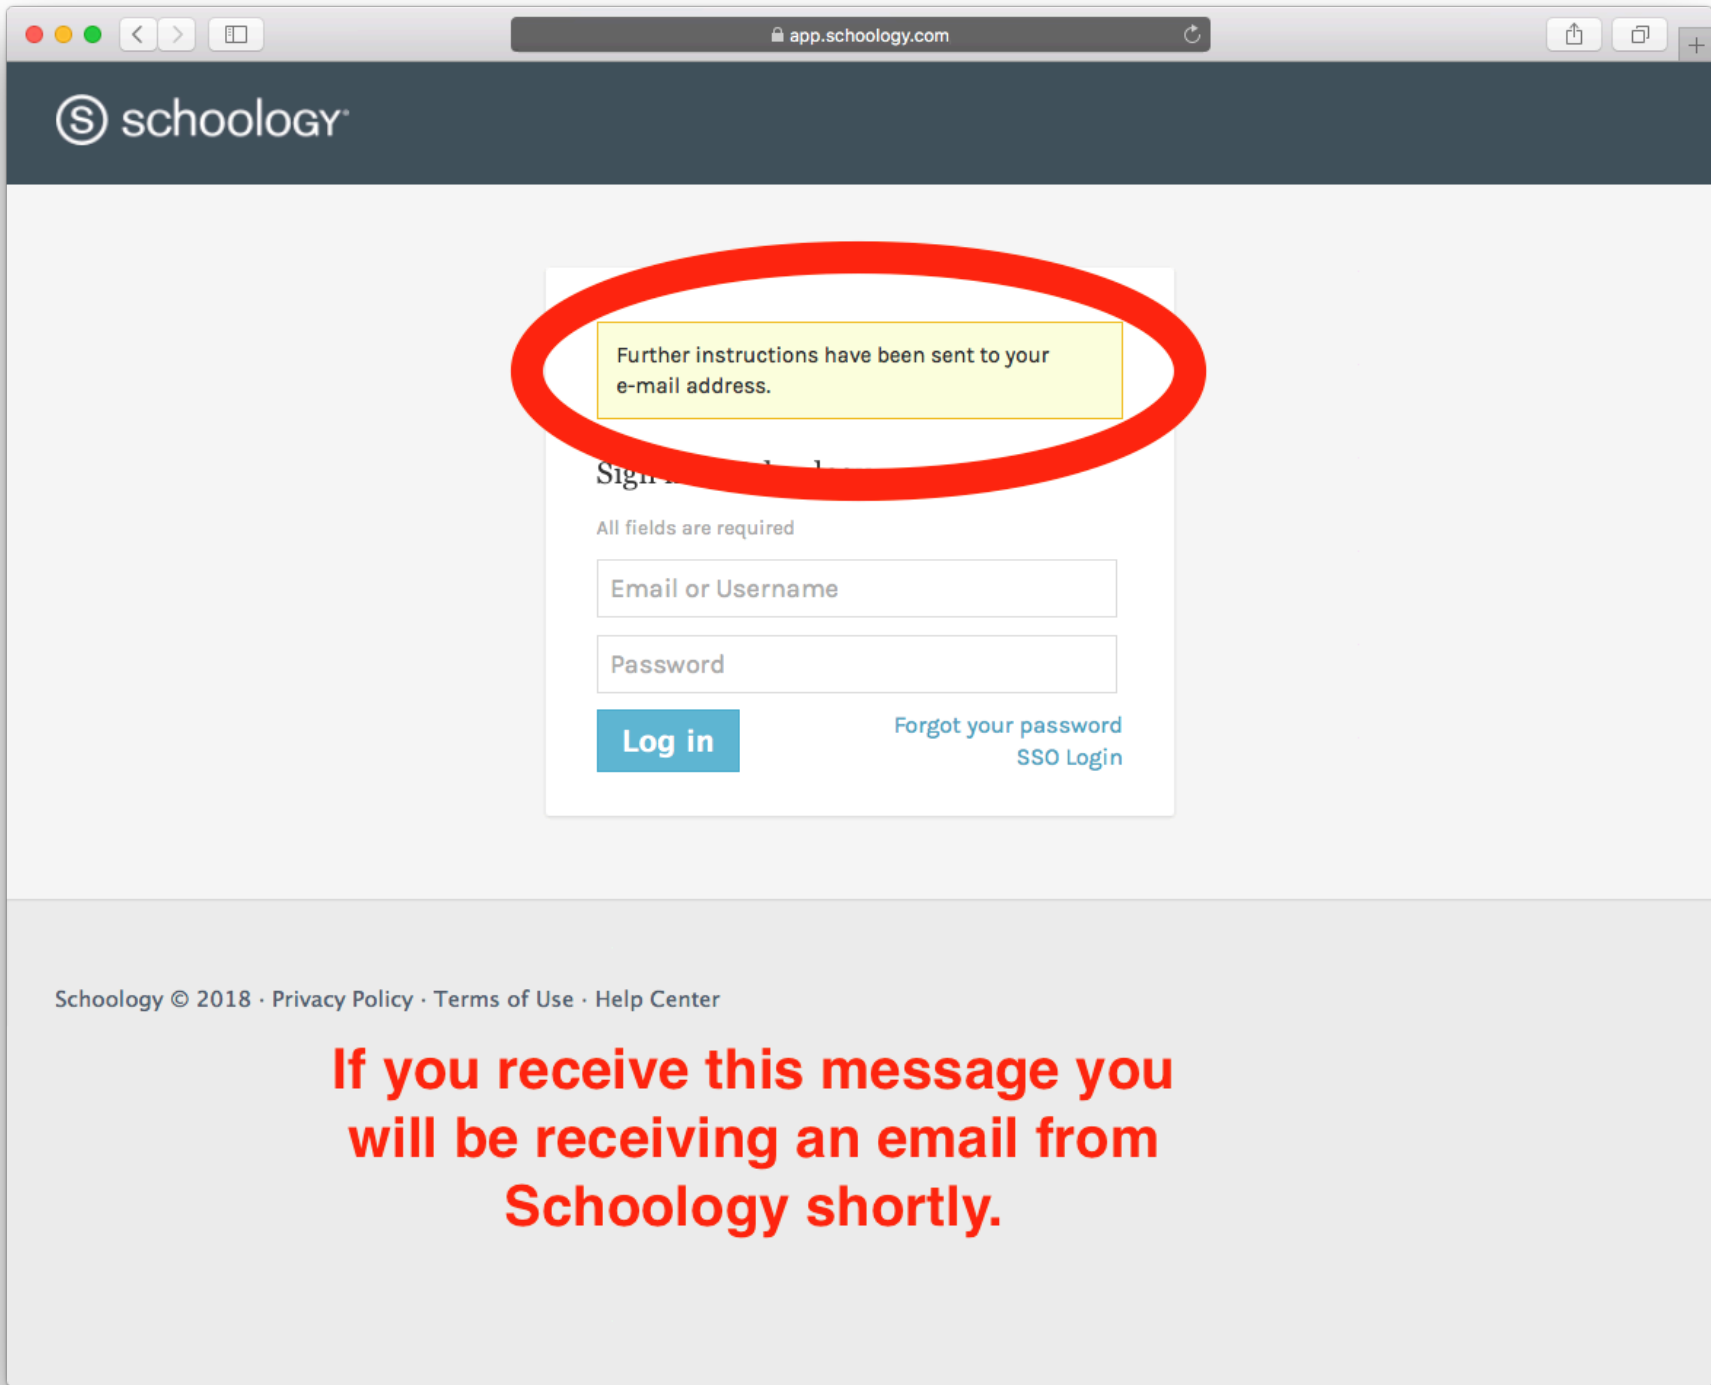 app.schoology.com
S schoology
Further instructions have been sent to your
e-mail address.
Sign
All fields are required
Email or Username
Password
Log in
Forgot your password
SSO Login
Schoology © 2018 · Privacy Policy · Terms of Use · Help Center
If you receive this message you
will be receiving an email from
Schoology shortly.